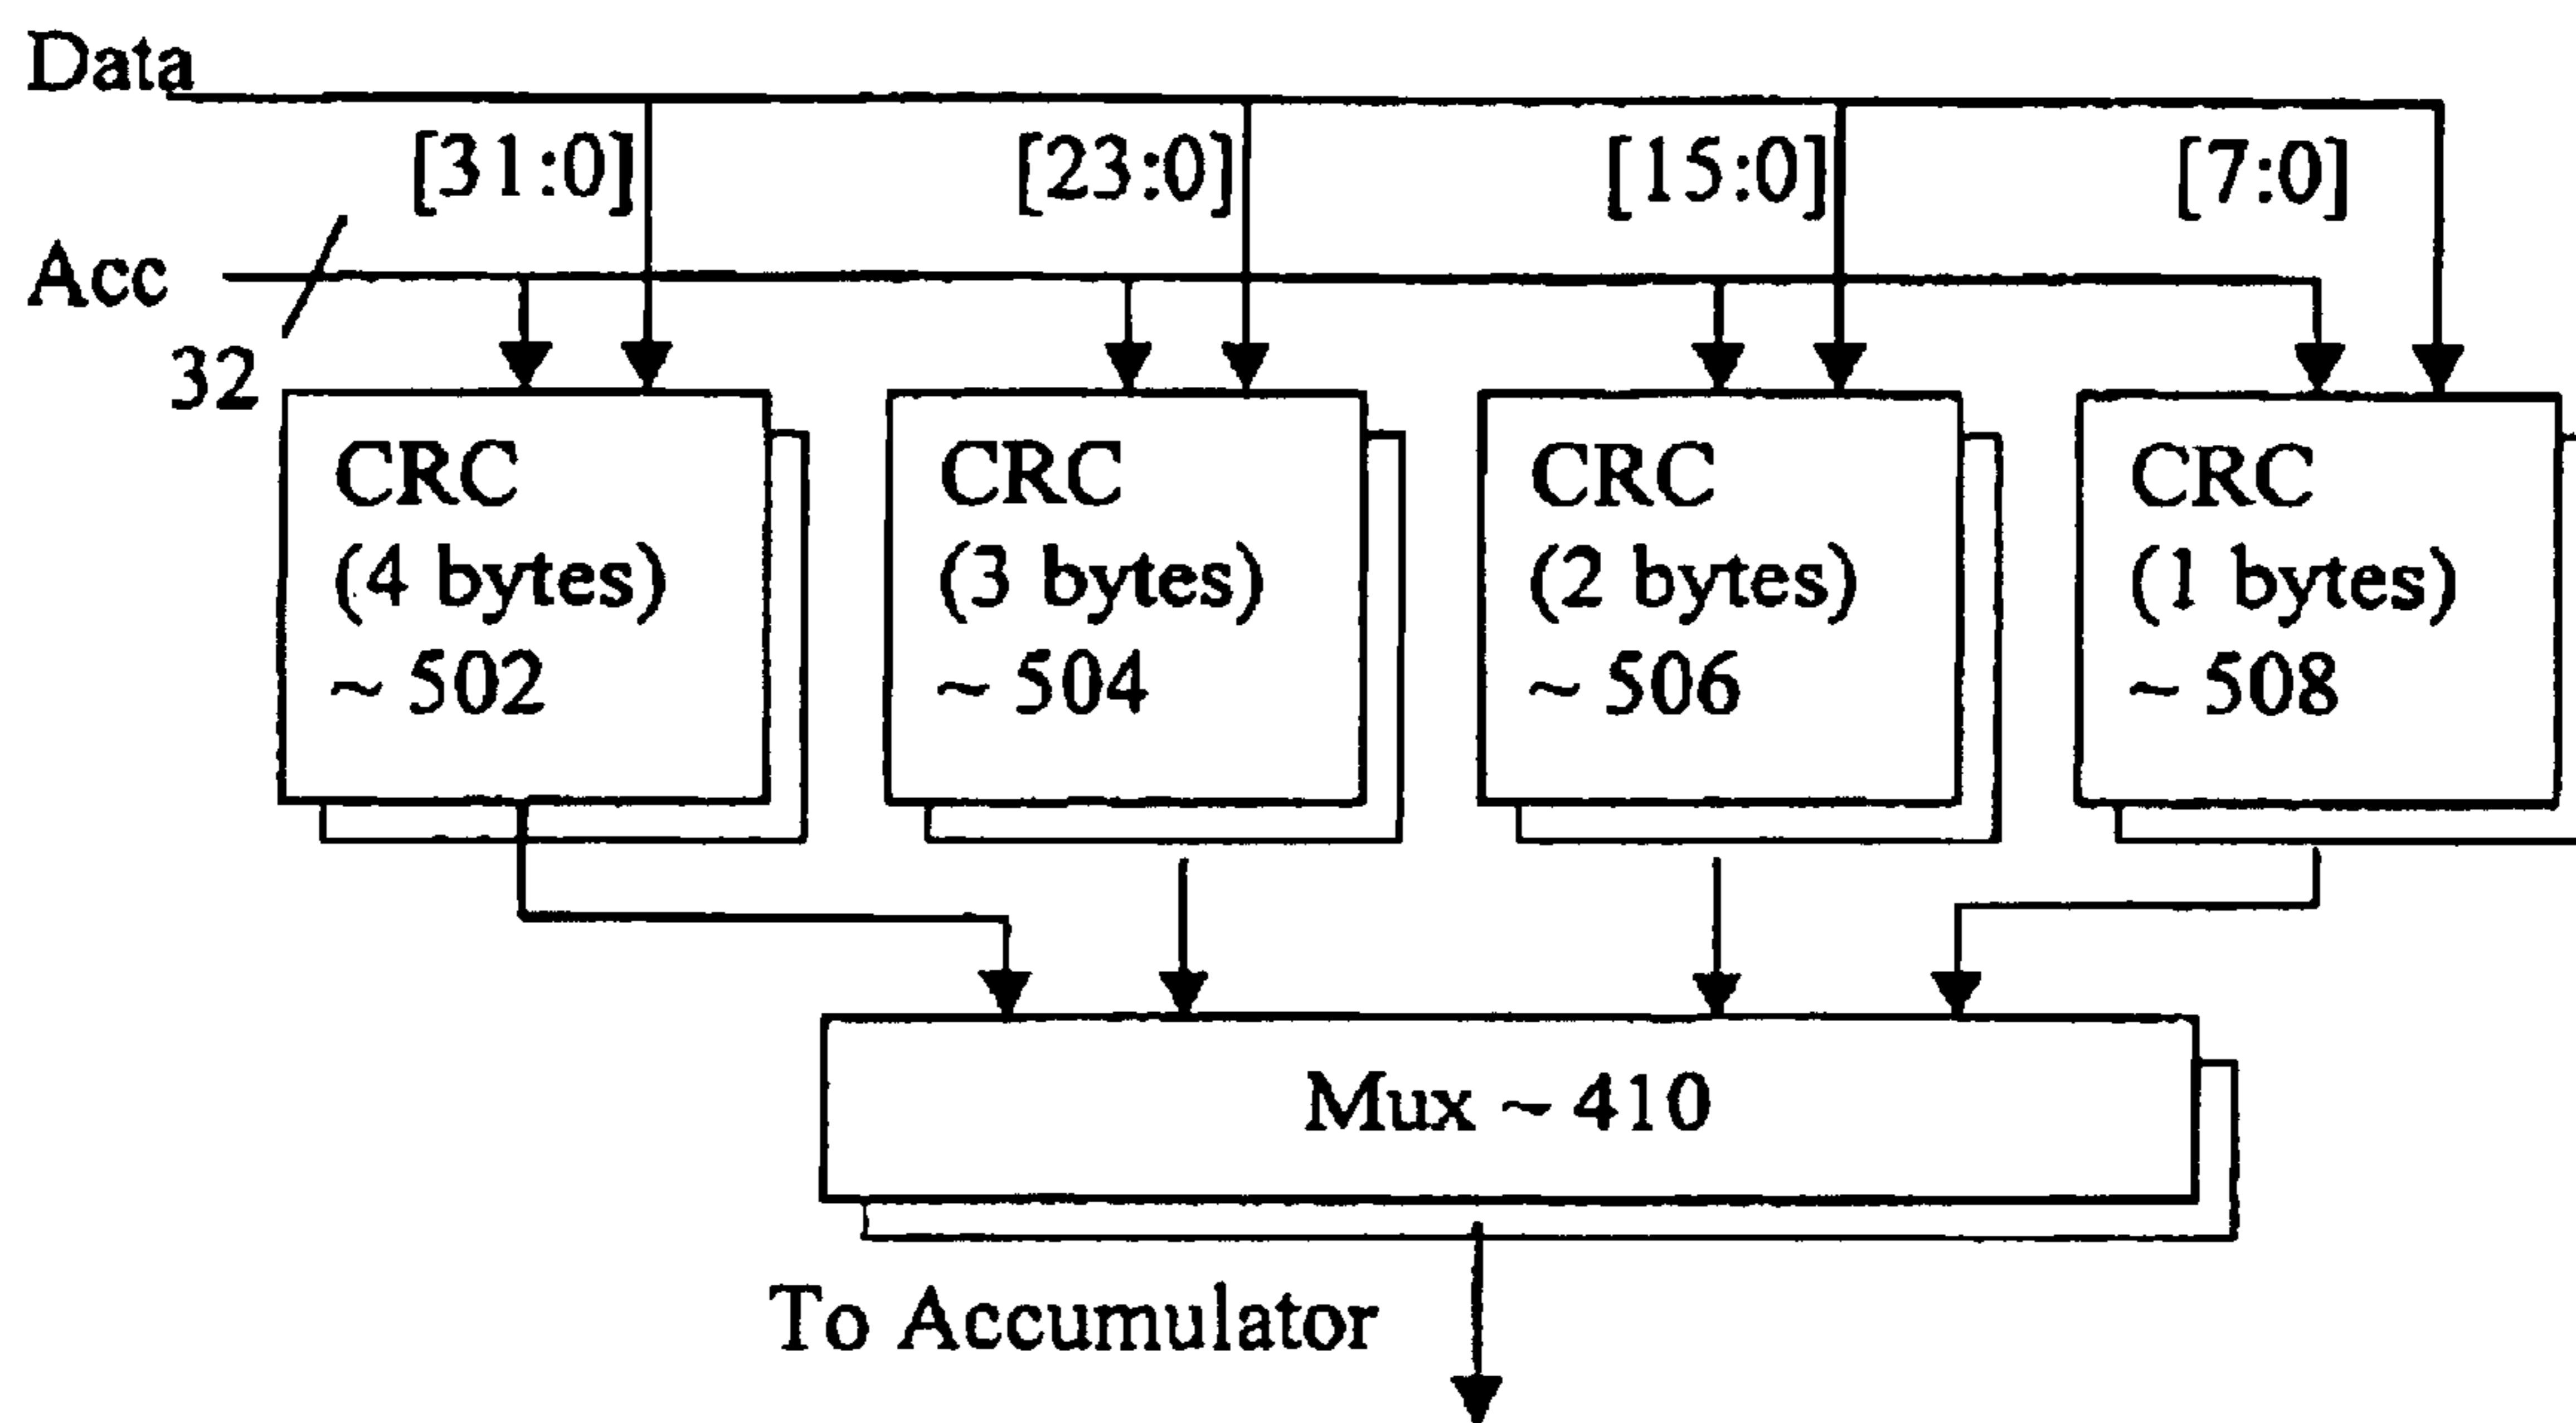 Data
[31:0]
[23:0]
[15:0]
[7:0]
Acc
32
CRC
(4 bytes)
~ 502
CRC
(3 bytes)
~ 504
CRC
(2 bytes)
~ 506
CRC
(1 bytes)
~ 508
Mux ~ 410
To Accumulator